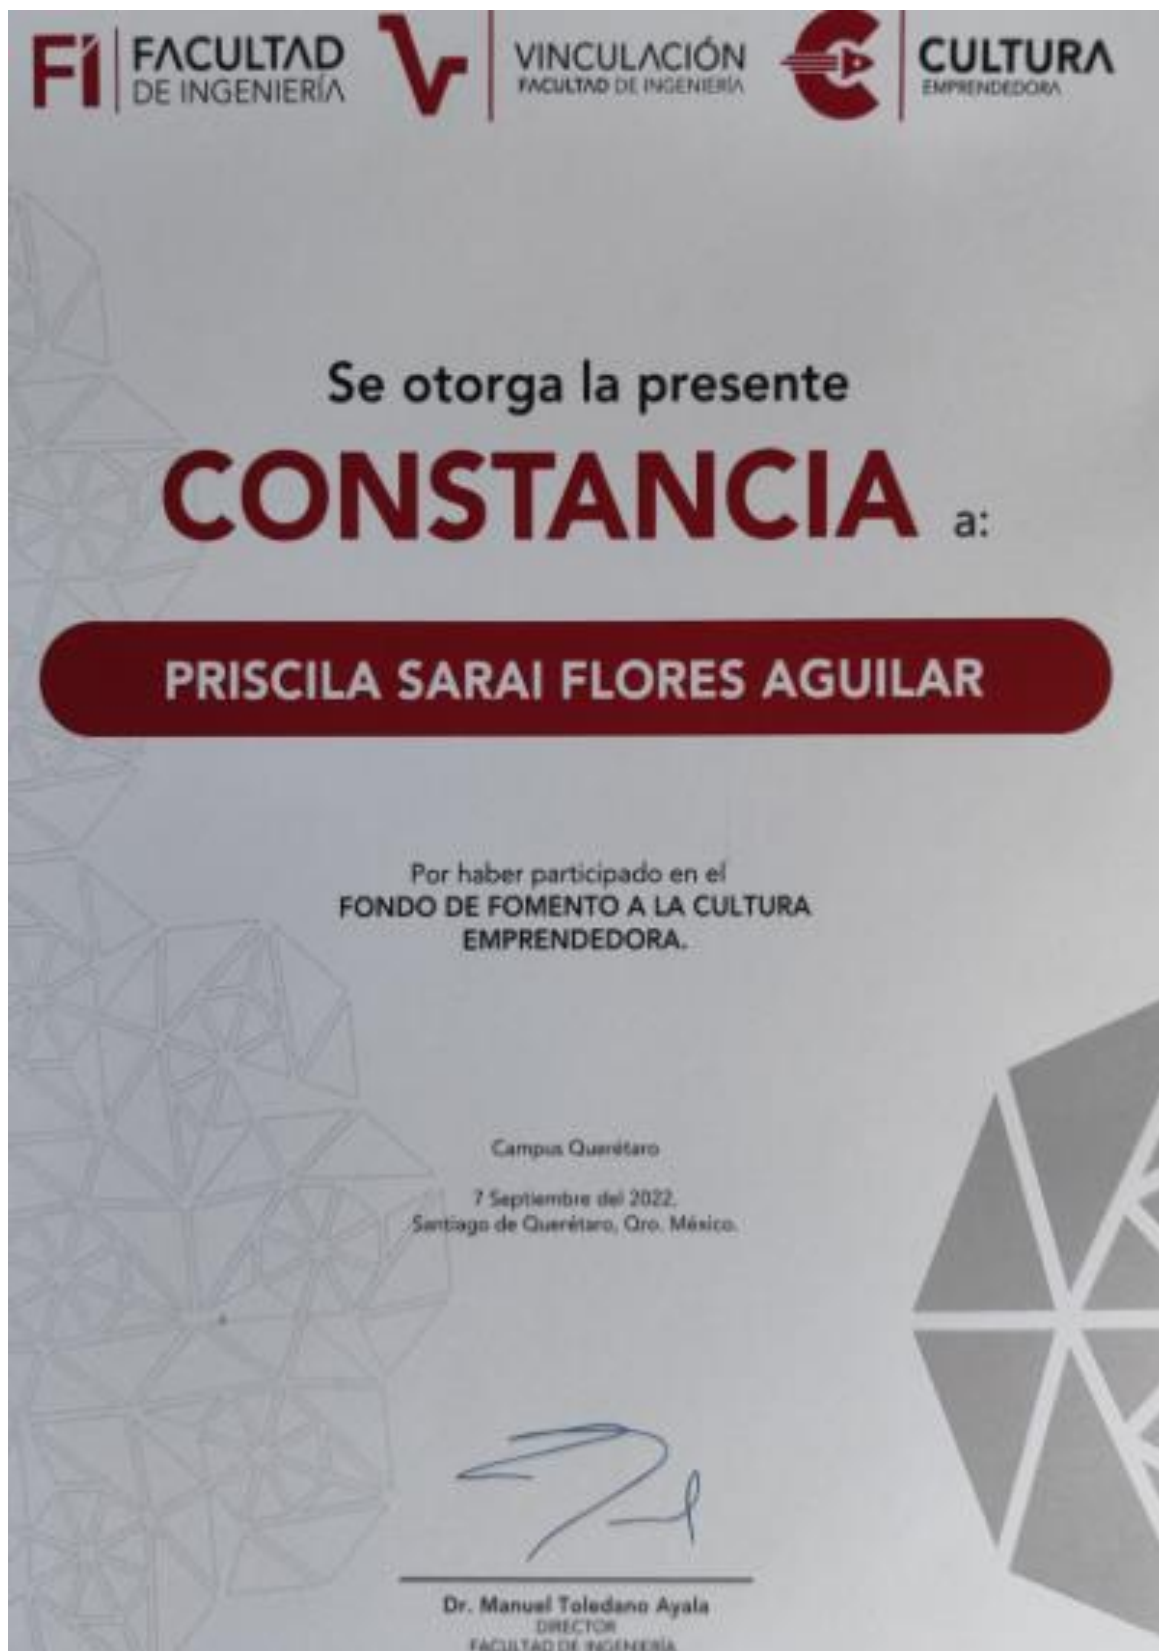 FI FACULTAD
DE INGENIERÍA
VINCULACIÓN
FACULTAD DE INGENIERÍA
CULTURA
EMPRENDEDORA
Se otorga la presente
CONSTANCIA a:
PRISCILA SARAI FLORES AGUILAR
Por haber participado en el
FONDO DE FOMENTO A LA CULTURA
EMPRENDEDORA.
Campus Querétaro
7 Septiembre del 2022.
Santiago de Querétaro, Qro. México.
Dr. Manuel Toledano Ayala
DIRECTOR
FACULTAD DE INGENIERÍA